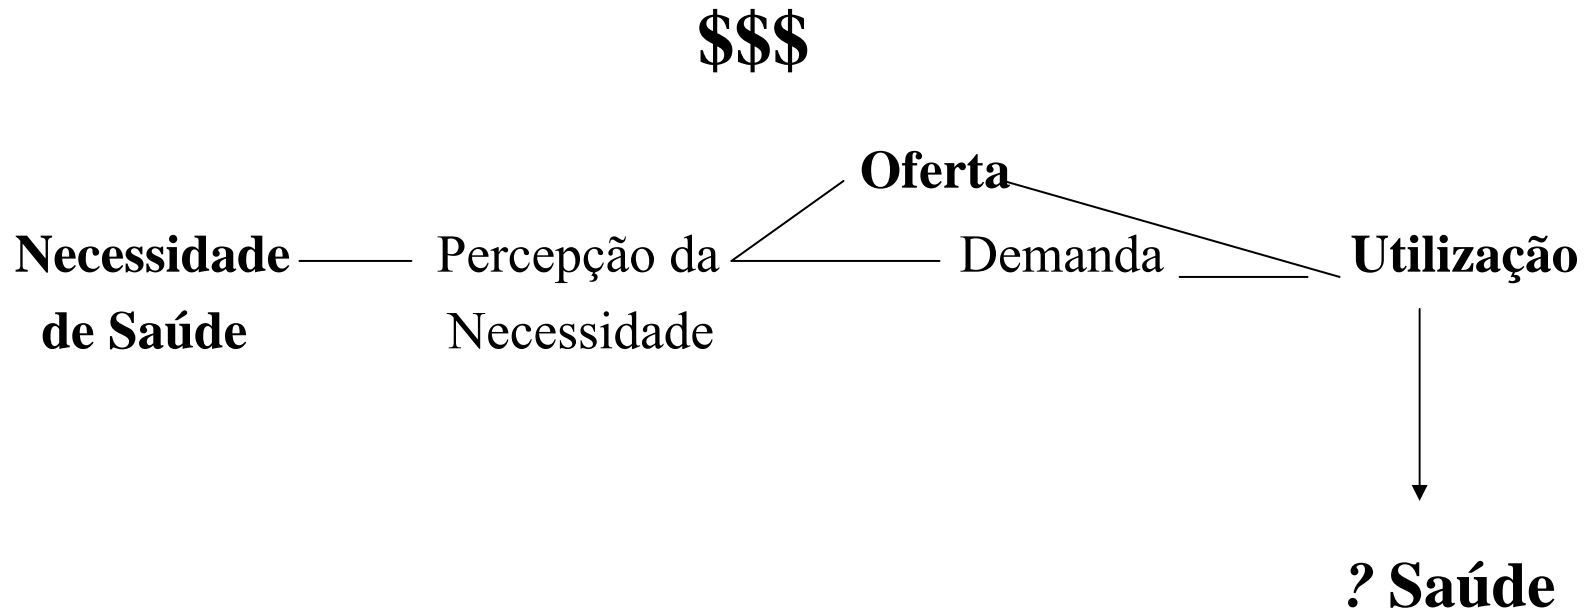 $$$
Oferta
Necessidade Percepção da Demanda Utilização
de Saúde Necessidade
? Saúde